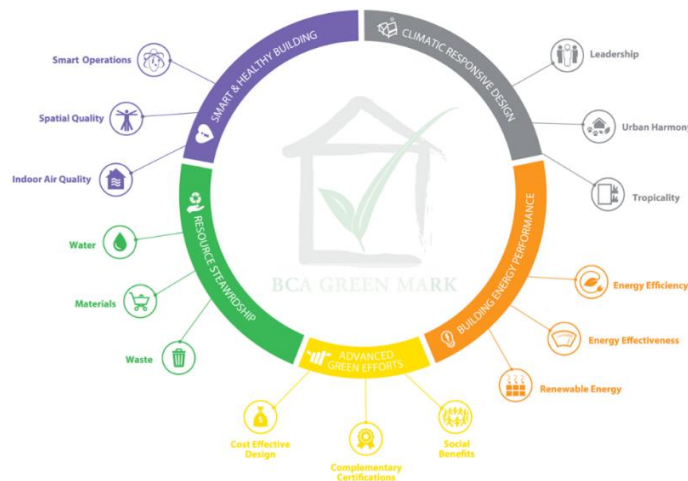 SMART & HEALTHY BUILDING
CLIMATIC RESPONSIVE DESIGN
Smart Operations
Leadership
Spatial Quality
Urban Harmony
Indoor Air Quality
Tropicality
RESOURCE STEAWRDSHIP
BUILDING ENERGY PERFORMANCE
Water
BCA GREEN MARK
Energy Efficiency
Materials
Energy Effectiveness
Waste
ADVANCED
GREEN EFFORTS
Renewable Energy
Cost Effective
Design
Social
Benefits
Complementary
Certifications